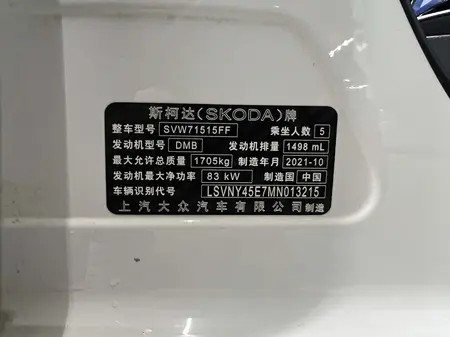 斯柯达(SKODA)牌
整车型号 SVW71515FF 乘坐人数 5
发动机型号 DMB 发动机排量 1498 mL
最大允许总质量 1705kg 制造年月 2021-10
发动机最大净功率 83 kW 制造国 中国
车辆识别代号 LSVNY45E7MN013215
上汽大众汽车有限公司 制造